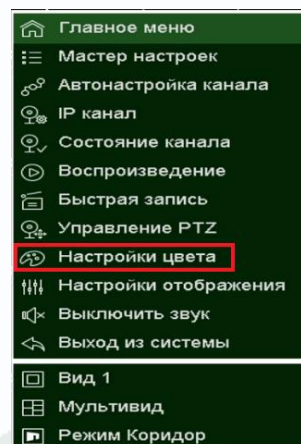 Главное меню
Мастер настроек
Автонастройка канала
IP канал
Состояние канала
Воспроизведение
Быстрая запись
Управление PTZ
Настройки цвета
Настройки отображения
Выключить звук
Выход из системы
Вид 1
Мультивид
Режим Коридор